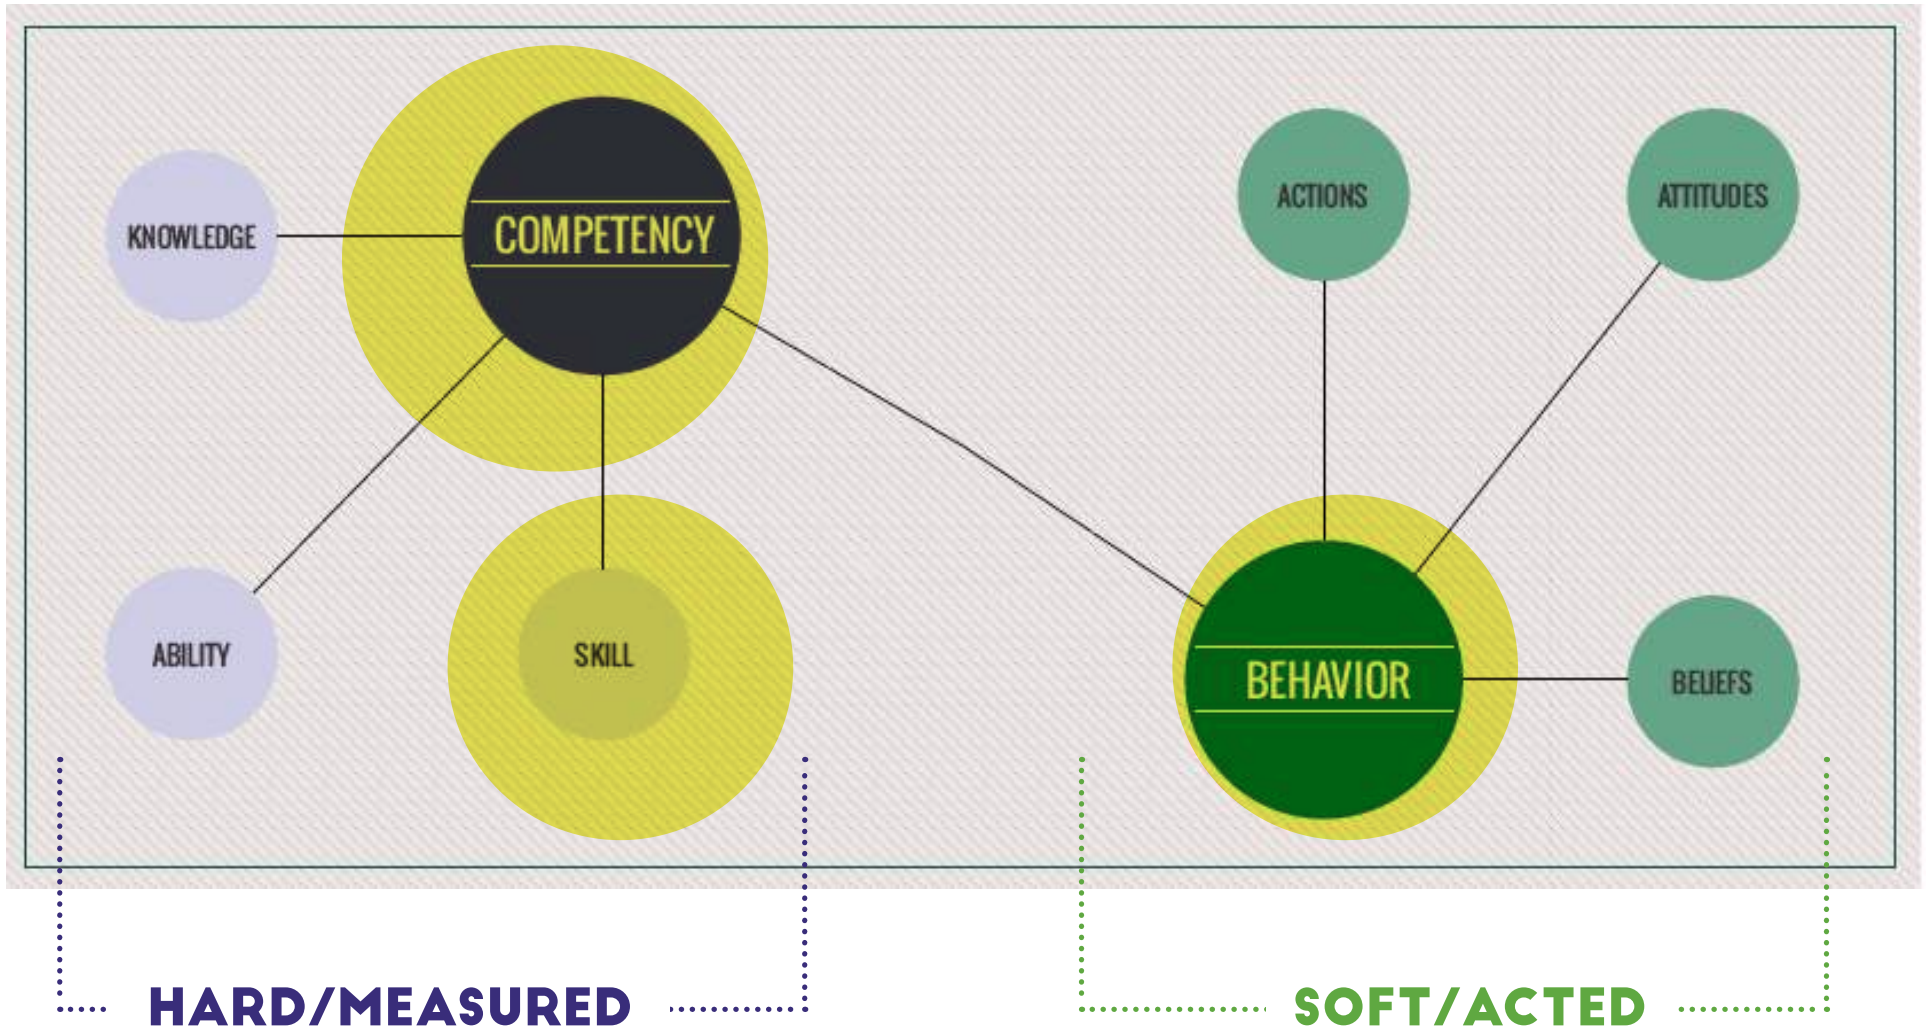 COMPETENCY
KNOWLEDGE
ABILITY
SKILL
ACTIONS
ATTITUDES
BEHAVIOR
BELIEFS
HARD/MEASURED
SOFT/ACTED